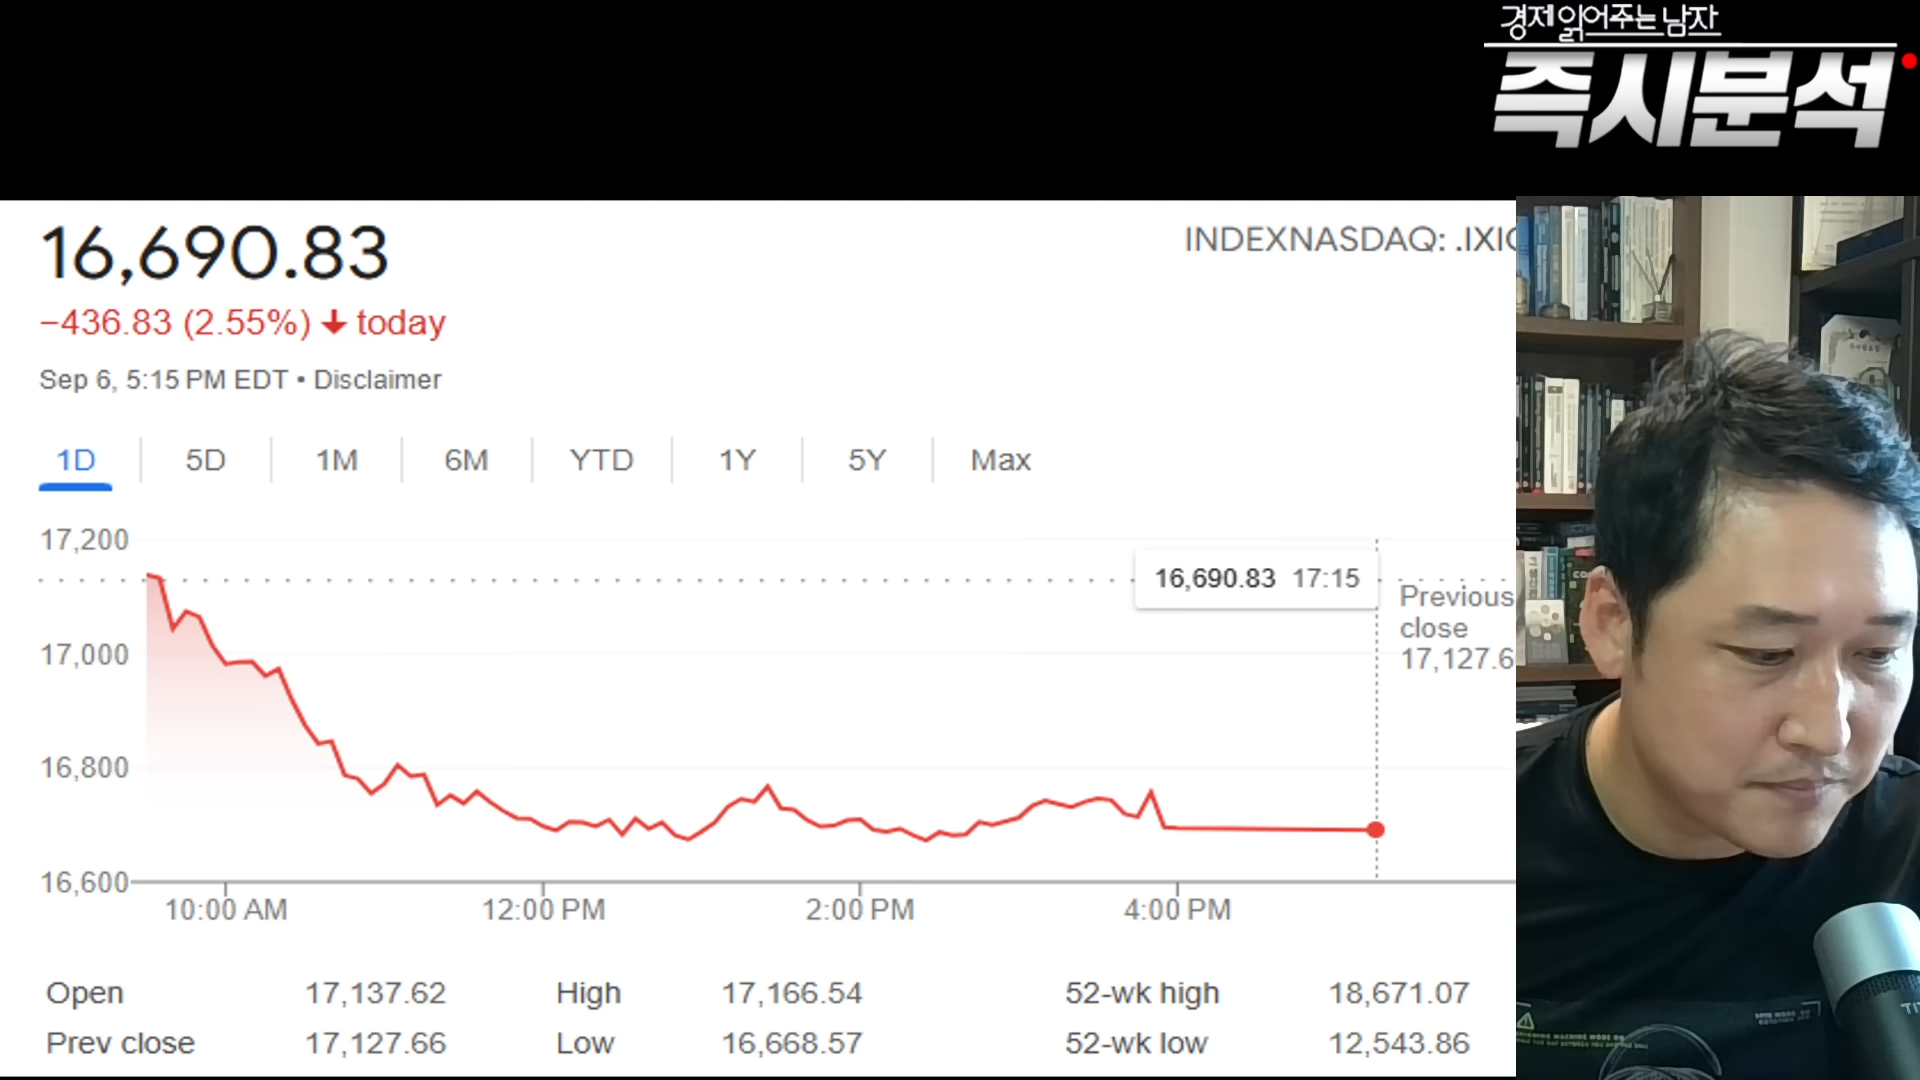 경제읽어주는남자
즉시분석
16,690.83
INDEXNASDAQ: .IXIC
−436.83 (2.55%) ↓ today
Sep 6, 5:15 PM EDT • Disclaimer
1D 5D 1M 6M YTD 1Y 5Y Max
17,200
16,690.83 17:15
Previous
close
17,127.6
17,000
16,800
16,600
10:00 AM 12:00 PM 2:00 PM 4:00 PM
Open 17,137.62 High 17,166.54 52-wk high 18,671.07
Prev close 17,127.66 Low 16,668.57 52-wk low 12,543.86